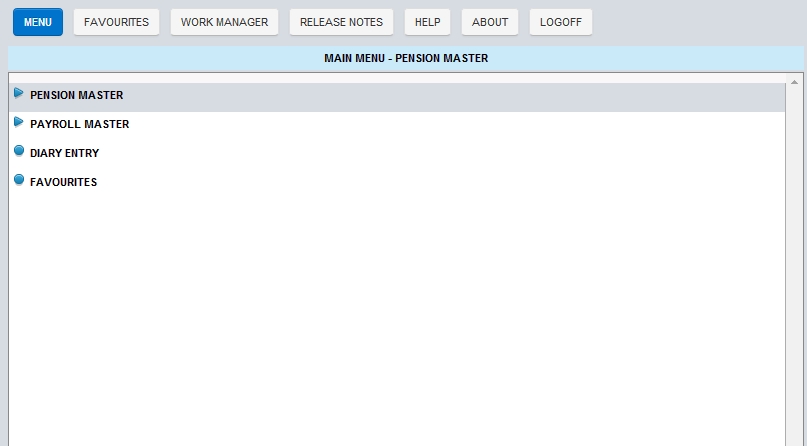 MENU FAVOURITES WORK MANAGER RELEASE NOTES HELP ABOUT LOGOFF
MAIN MENU - PENSION MASTER
PENSION MASTER
PAYROLL MASTER
DIARY ENTRY
FAVOURITES